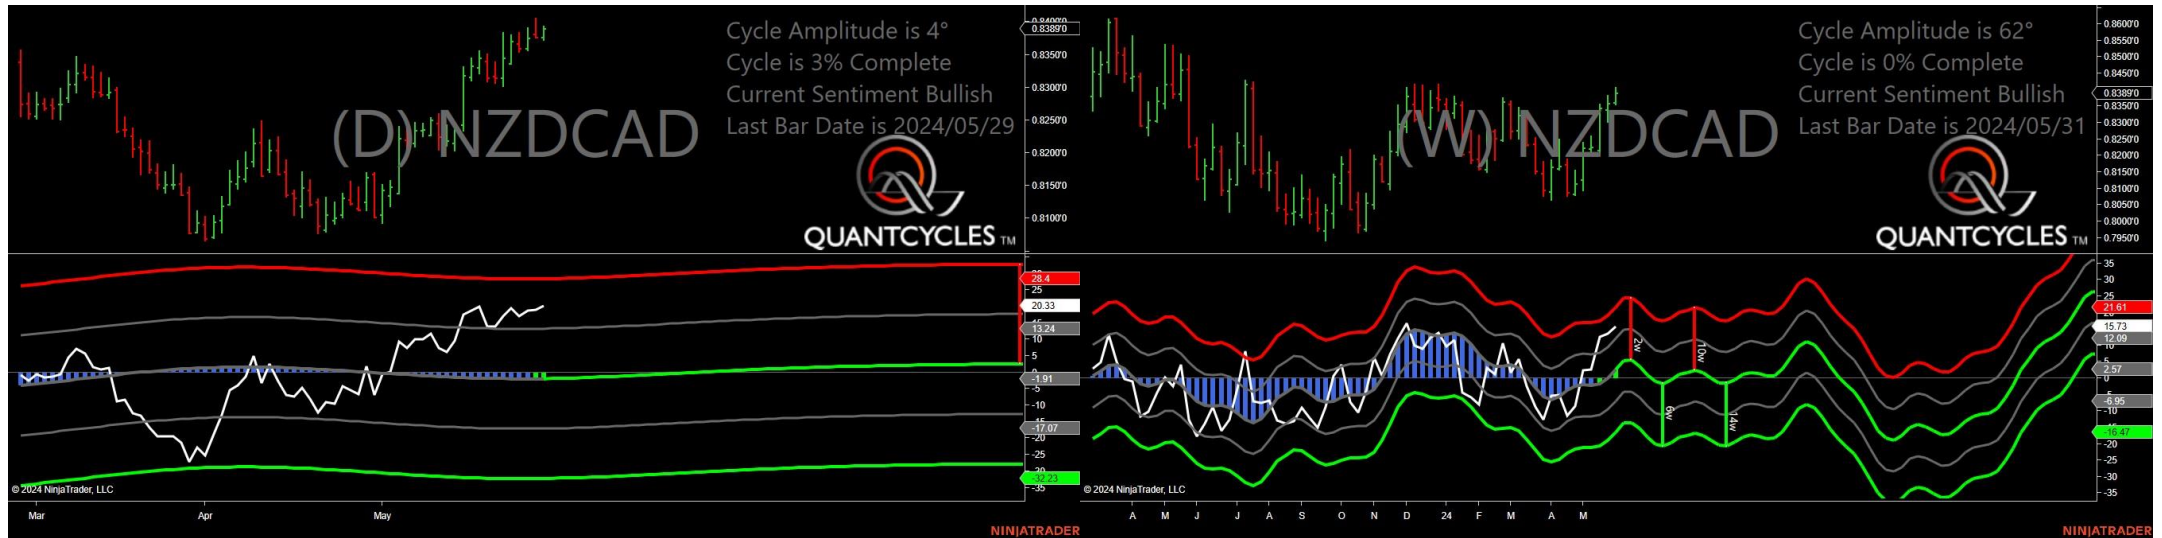 (D) NZDCAD
Cycle Amplitude is 4°
Cycle is 3% Complete
Current Sentiment Bullish
Last Bar Date is 2024/05/29
QUANTCYCLES TM
0.8400'0
0.8389'0
0.8350'0
0.8300'0
0.8250'0
0.8200'0
0.8150'0
0.8100'0
28.4
25
20.33
13.24
10
5
0
-1.91
-5
-10
-15
-17.07
-20
-25
-32.23
-35
© 2024 NinjaTrader, LLC
Mar
Apr
May
NINJATRADER
(W) NZDCAD
Cycle Amplitude is 62°
Cycle is 0% Complete
Current Sentiment Bullish
Last Bar Date is 2024/05/31
QUANTCYCLES TM
0.8600'0
0.8550'0
0.8500'0
0.8450'0
0.8389'0
0.8350'0
0.8300'0
0.8250'0
0.8200'0
0.8150'0
0.8100'0
0.8050'0
0.8000'0
0.7950'0
35
30
25
21.61
15.73
12.09
5
2.57
0
-6.95
-10
-16.47
-20
-25
-30
-35
2w
10w
6w
14w
© 2024 NinjaTrader, LLC
A M J J A S O N D 24 F M A M
NINJATRADER